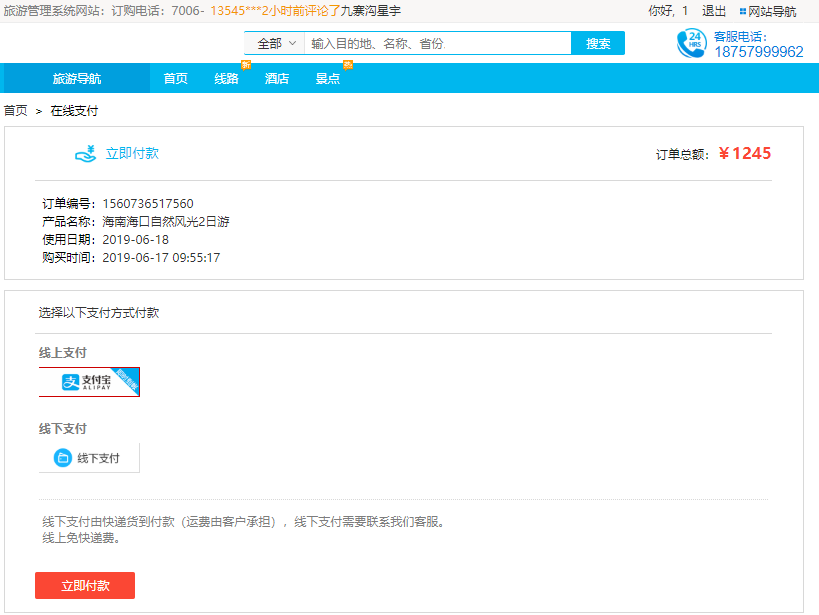 旅游管理系统网站：订购电话：7006- 13545***2小时前评论了九寨沟星宇 你好, 1 退出 网站导航
全部 输入目的地、名称、省份. 搜索 24 HRS 客服电话：
18757999962
旅游导航 首页 线路 酒店 景点
首页 > 在线支付
立即付款 订单总额：￥1245
订单编号：1560736517560
产品名称：海南海口自然风光2日游
使用日期：2019-06-18
购买时间：2019-06-17 09:55:17
选择以下支付方式付款
线上支付
支付宝
ALIPAY
线下支付
线下支付
线下支付由快递货到付款（运费由客户承担），线下支付需要联系我们客服。
线上免快递费。
立即付款